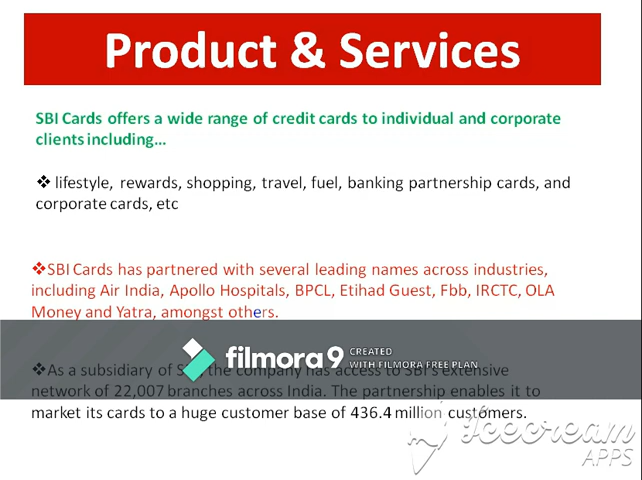 Product & Services
SBI Cards offers a wide range of credit cards to individual and corporate
clients including...
❖ lifestyle, rewards, shopping, travel, fuel, banking partnership cards, and
corporate cards, etc
❖SBI Cards has partnered with several leading names across industries,
including Air India, Apollo Hospitals, BPCL, Etihad Guest, Fbb, IRCTC, OLA
Money and Yatra, amongst others.
filmora9 CREATED
WITH FILMORA FREE PLAN
❖As a subsidiary of the company has access to SBI's extensive
network of 22,007 branches across India. The partnership enables it to
market its cards to a huge customer base of 436.4 million customers.
Icecream
APPS